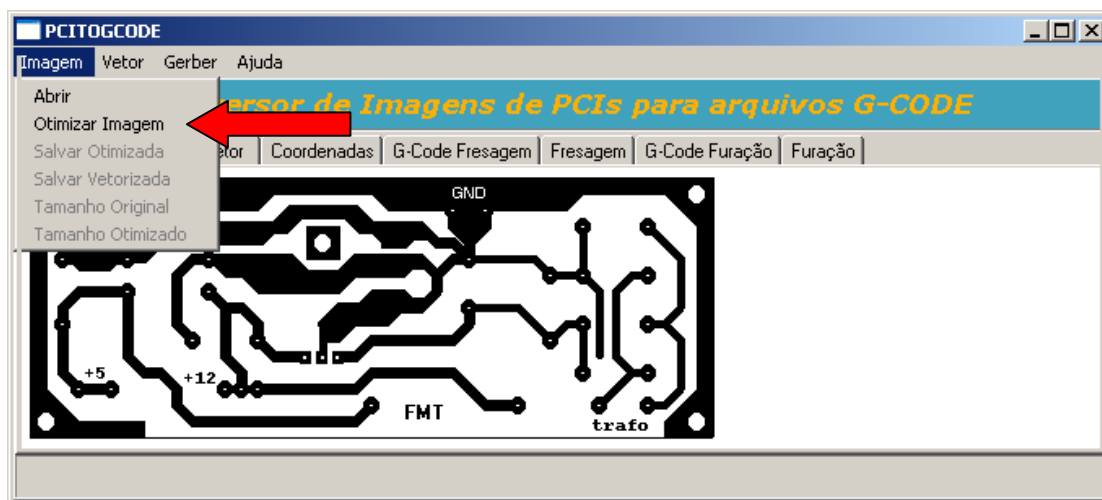 PCITOGCODE
Imagem Vetor Gerber Ajuda
Abrir
Otimizar Imagem
Salvar Otimizada
Salvar Vetorizada
Tamanho Original
Tamanho Otimizado
ersor de Imagens de PCIs para arquivos G-CODE
etor Coordenadas G-Code Fresagem Fresagem G-Code Furação Furação
GND
+5
+12
FMT
trafo